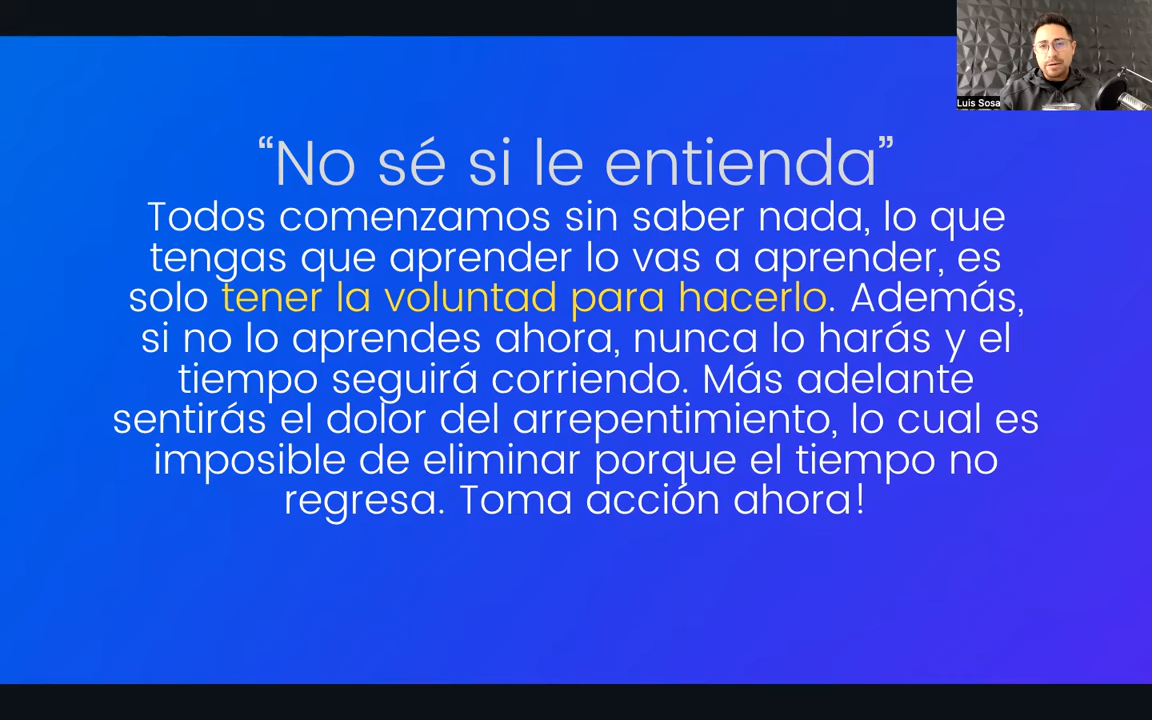 Luis Sosa
“No sé si le entienda”
Todos comenzamos sin saber nada, lo que
tengas que aprender lo vas a aprender, es
solo tener la voluntad para hacerlo. Además,
si no lo aprendes ahora, nunca lo harás y el
tiempo seguirá corriendo. Más adelante
sentirás el dolor del arrepentimiento, lo cual es
imposible de eliminar porque el tiempo no
regresa. Toma acción ahora!